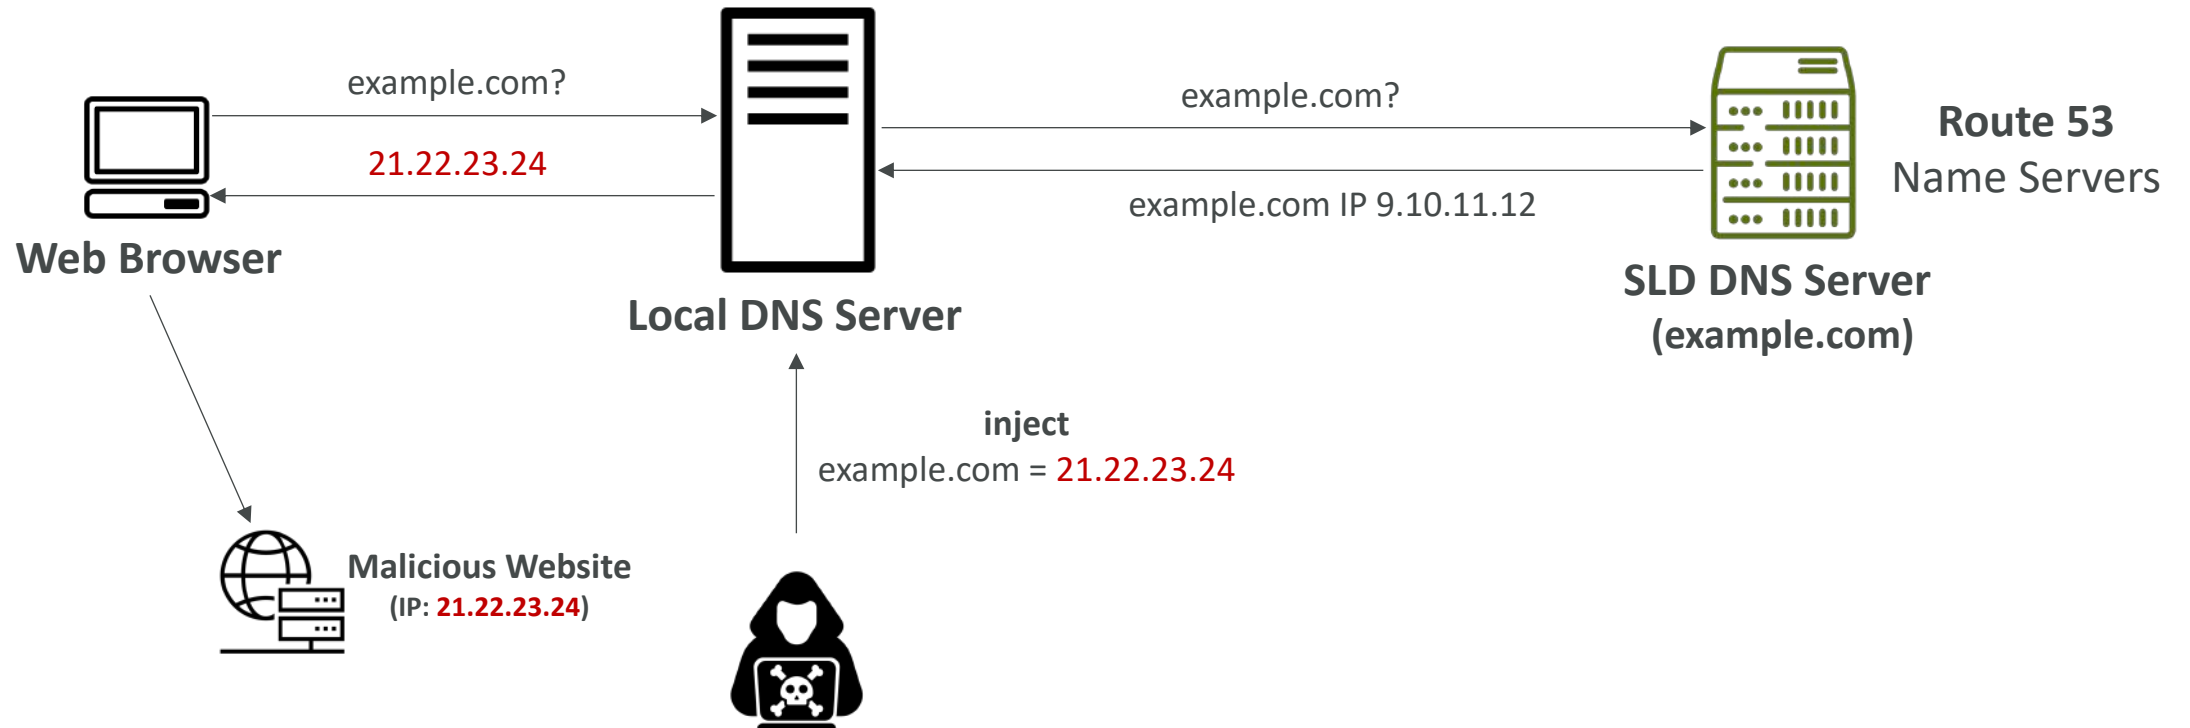 example.com?
21.22.23.24
Web Browser
Local DNS Server
example.com?
example.com IP 9.10.11.12
Route 53
Name Servers
SLD DNS Server
(example.com)
inject
example.com = 21.22.23.24
Malicious Website
(IP: 21.22.23.24)